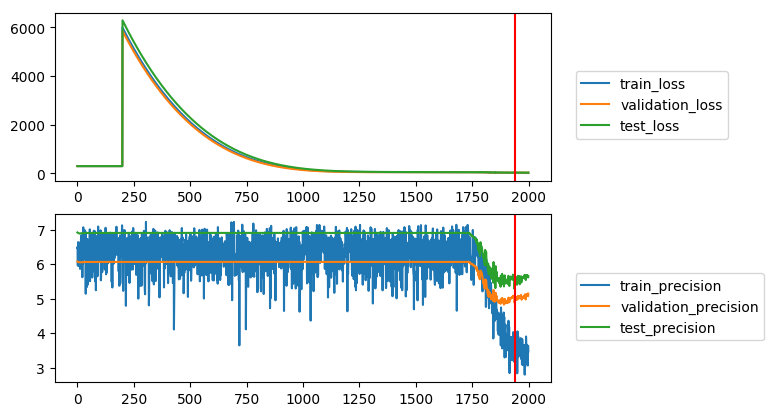 6000
4000
2000
0
0 250 500 750 1000 1250 1500 1750 2000
train_loss
validation_loss
test_loss
7
6
5
4
3
0 250 500 750 1000 1250 1500 1750 2000
train_precision
validation_precision
test_precision